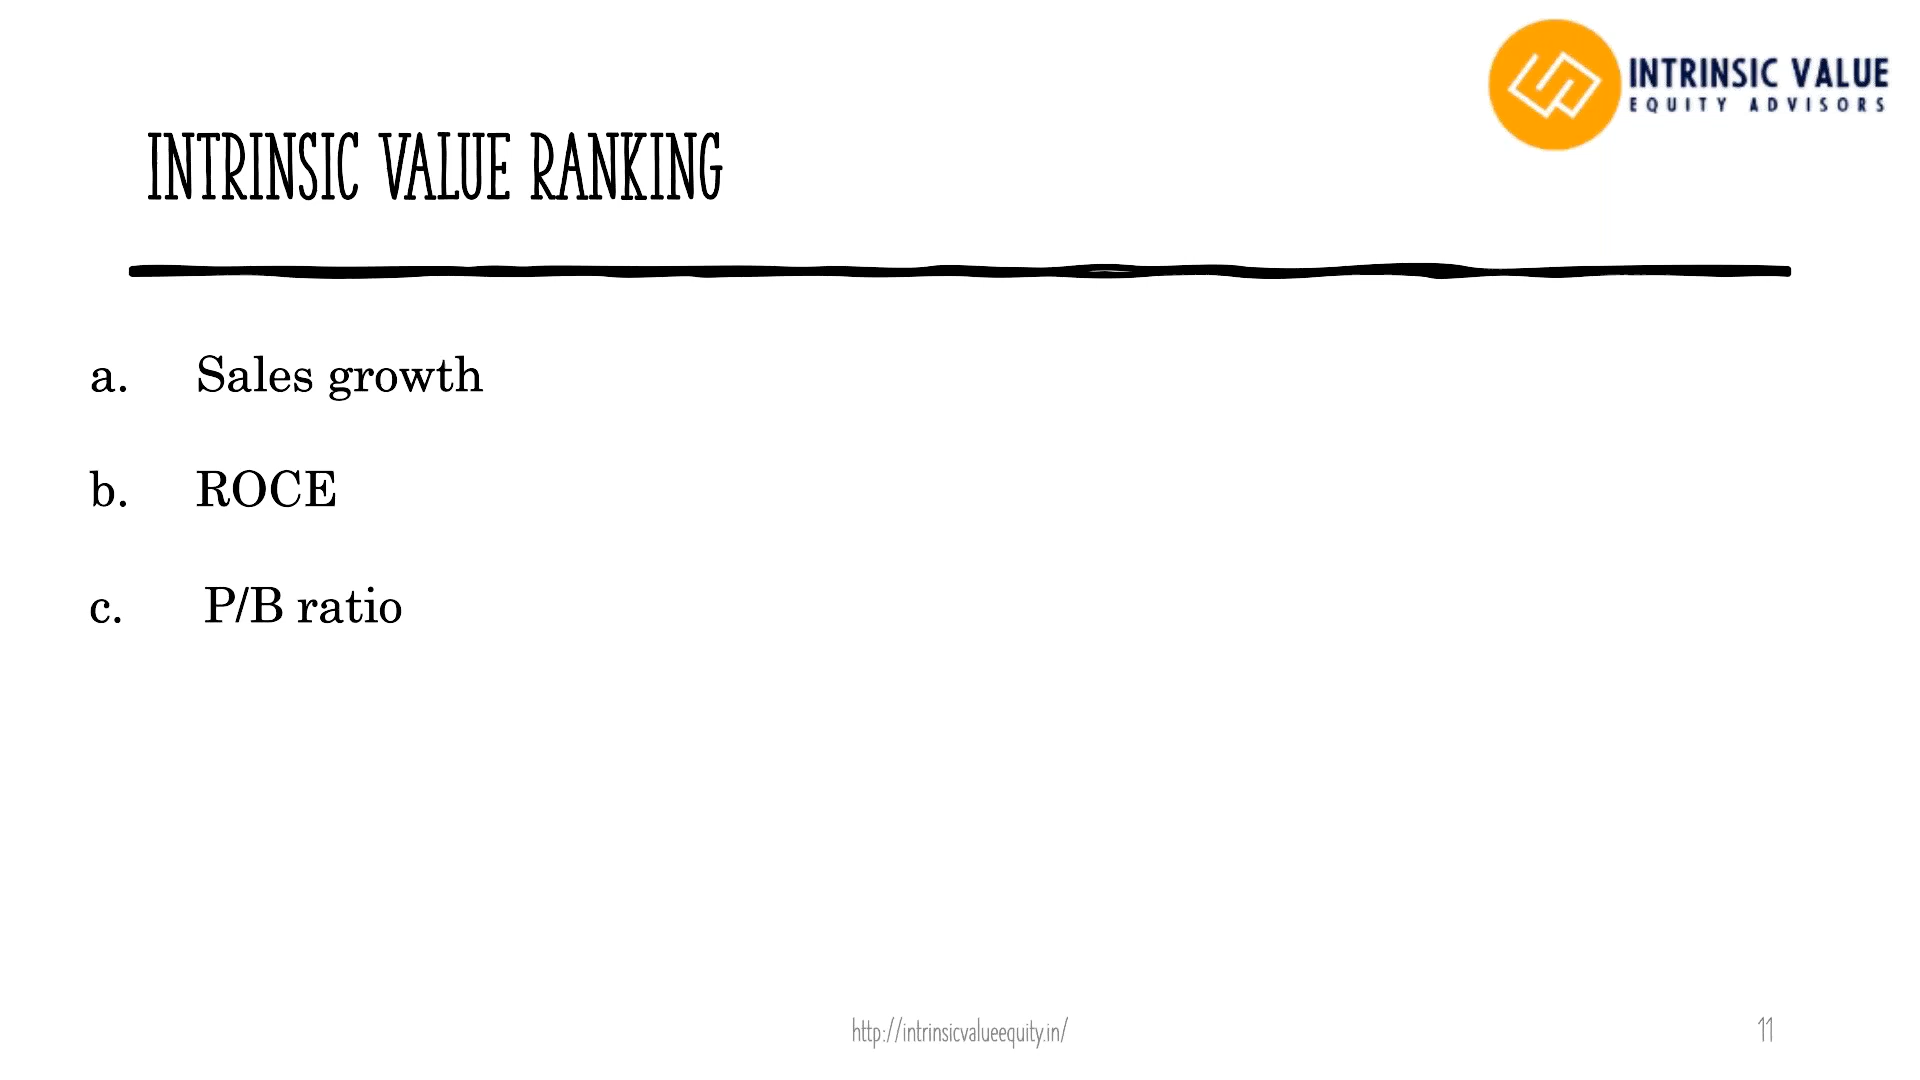 INTRINSIC VALUE
EQUITY ADVISORS
INTRINSIC VALUE RANKING
a. Sales growth
b. ROCE
c. P/B ratio
http://intrinsicvalueequity.in/
11